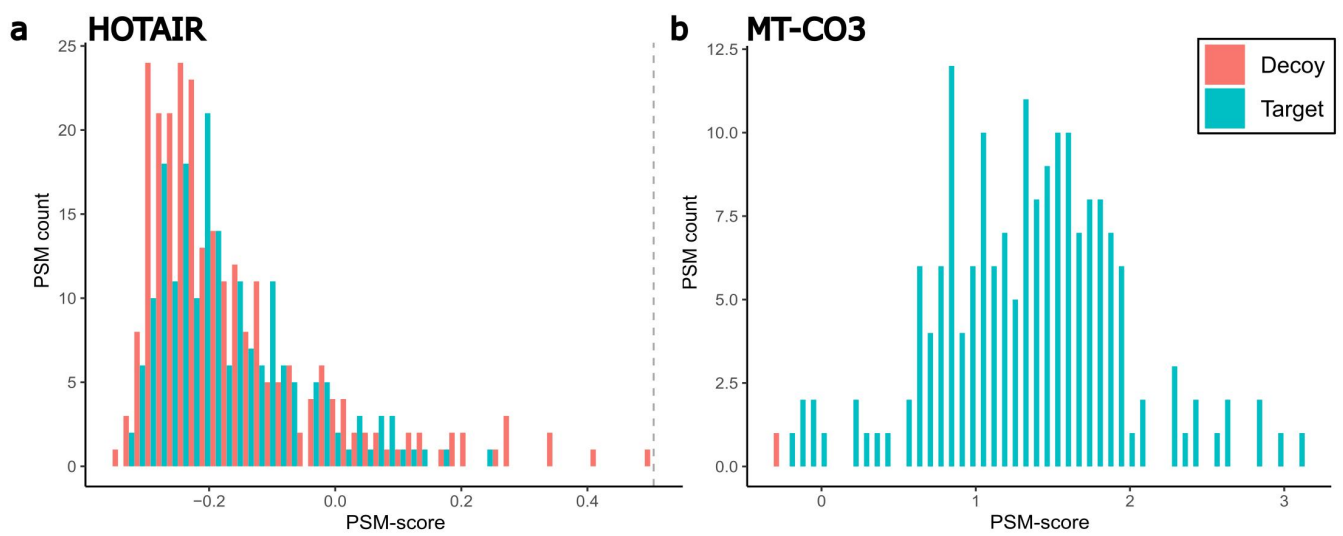 a HOTAIR
25
20
15
10
5
0
PSM count
−0.2 0.0 0.2 0.4
PSM-score
b MT-CO3
12.5
10.0
7.5
5.0
2.5
0.0
PSM count
0 1 2 3
PSM-score
Decoy
Target